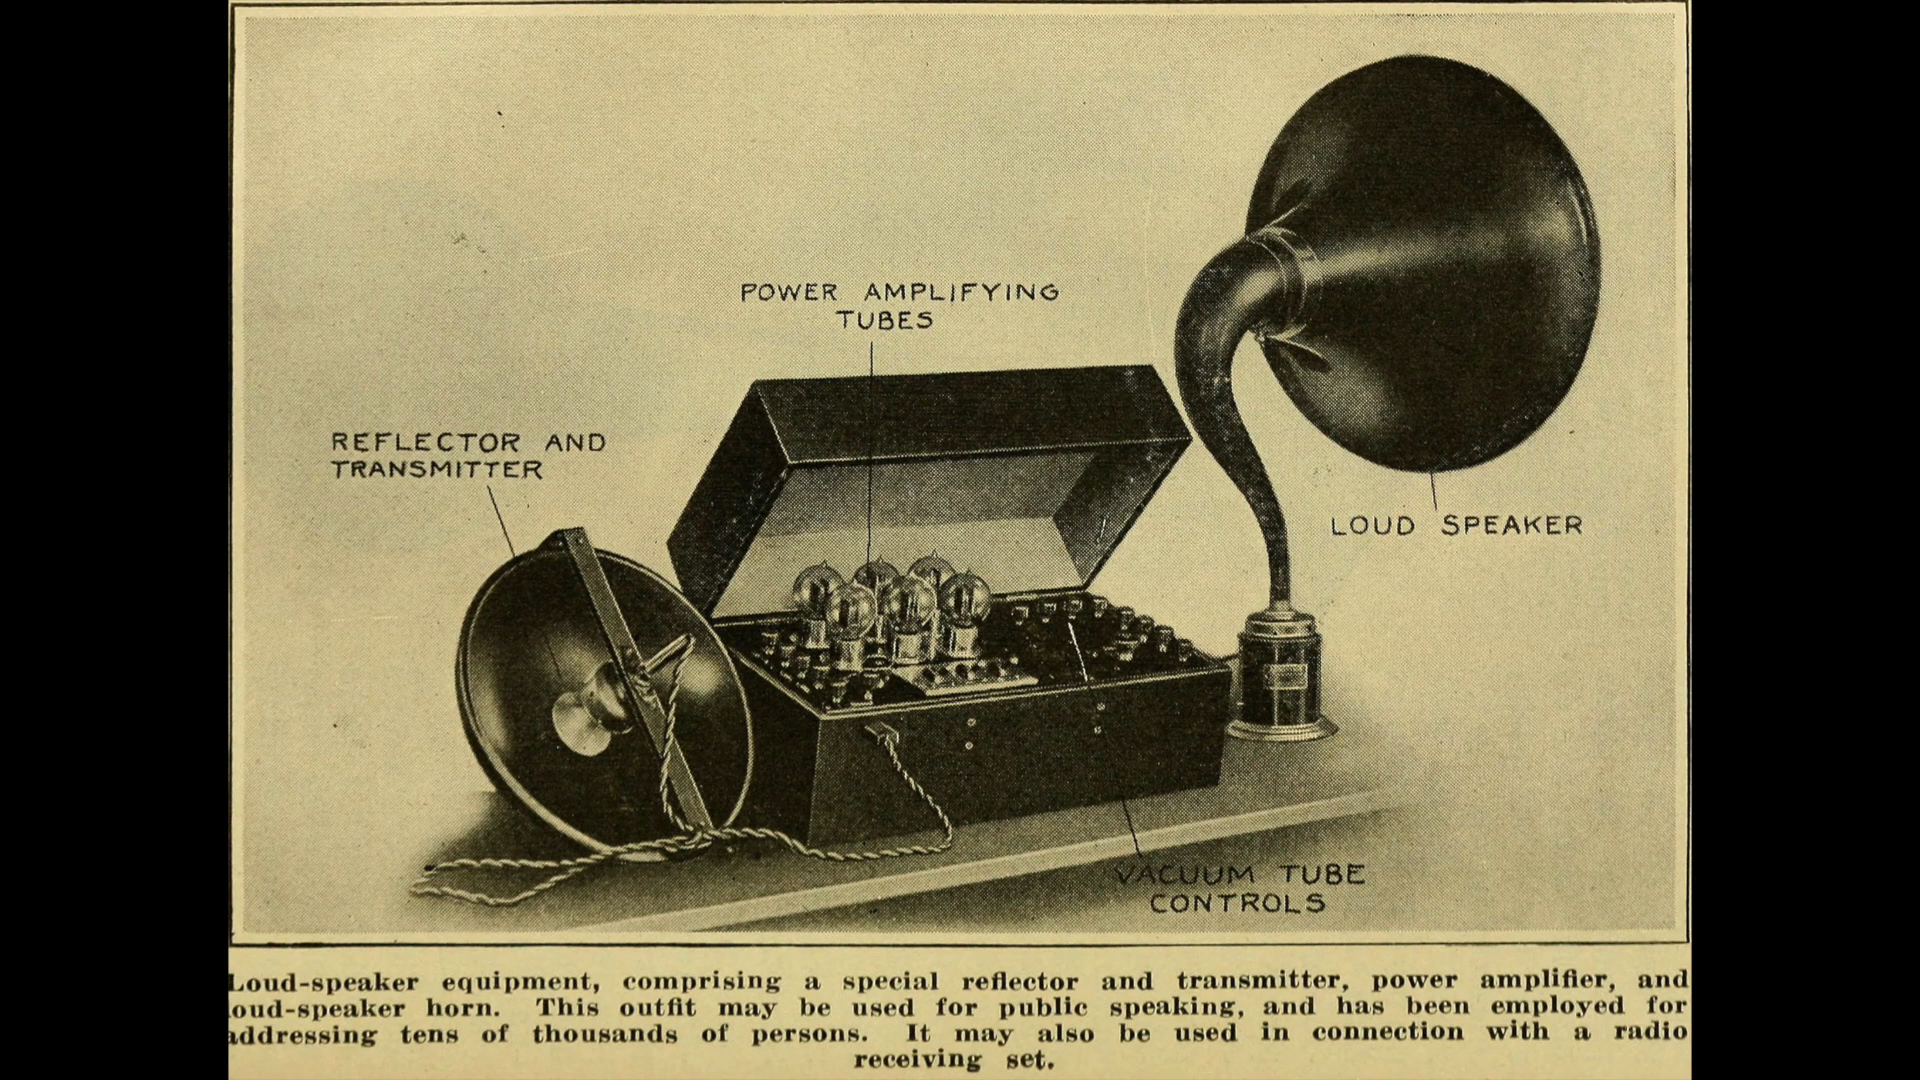 POWER AMPLIFYING
TUBES
REFLECTOR AND
TRANSMITTER
LOUD SPEAKER
VACUUM TUBE
CONTROLS
Loud-speaker equipment, comprising a special reflector and transmitter, power amplifier, and
oud-speaker horn. This outfit may be used for public speaking, and has been employed for
addressing tens of thousands of persons. It may also be used in connection with a radio
receiving set.